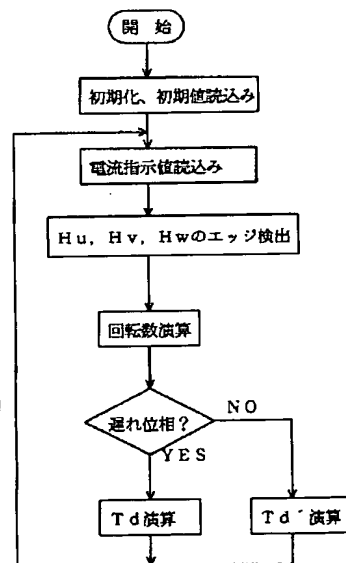 開　始
初期化、初期値読込み
電流指示値読込み
Ｈｕ，Ｈｖ，Ｈｗのエッジ検出
回転数演算
遅れ位相？
ＮＯ
ＹＥＳ
Ｔｄ演算
Ｔｄ´演算